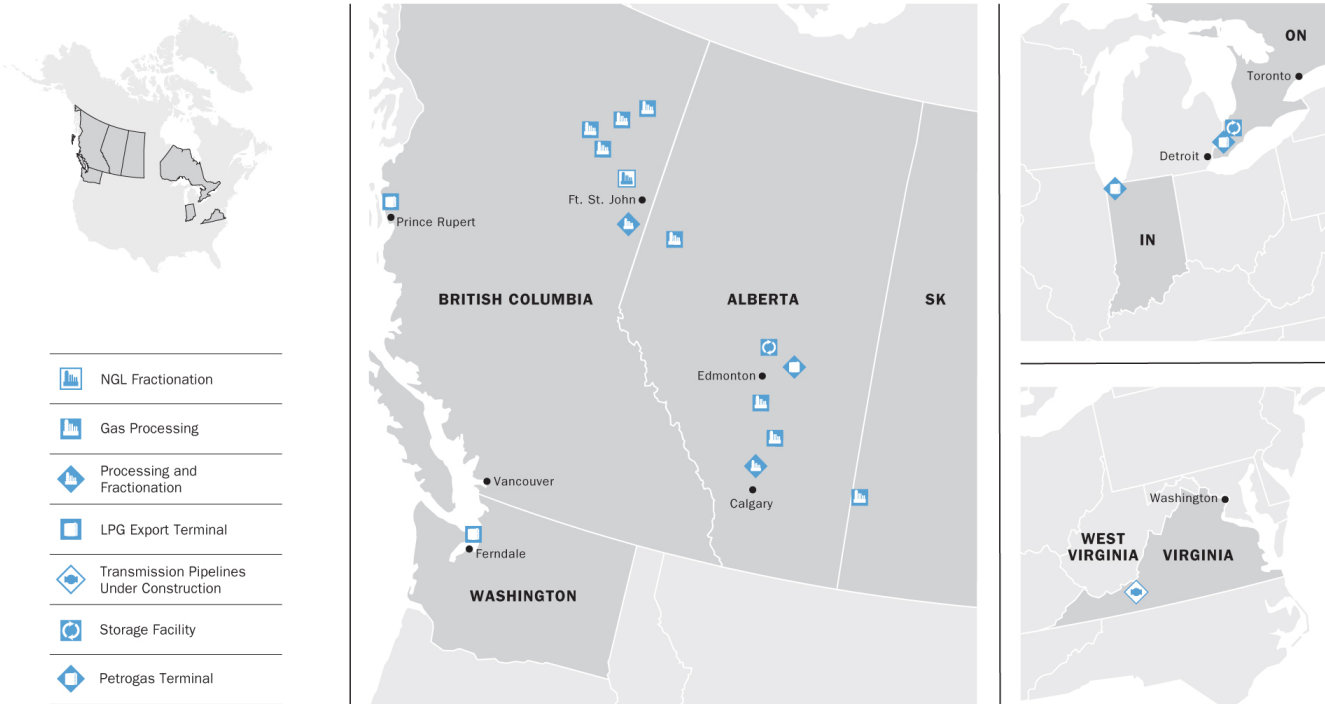 NGL Fractionation
Gas Processing
Processing and
Fractionation
LPG Export Terminal
Transmission Pipelines
Under Construction
Storage Facility
Petrogas Terminal
Ft. St. John
Prince Rupert
BRITISH COLUMBIA
ALBERTA
SK
Edmonton
Calgary
Vancouver
Ferndale
WASHINGTON
ON
Toronto
Detroit
IN
Washington
WEST
VIRGINIA
VIRGINIA